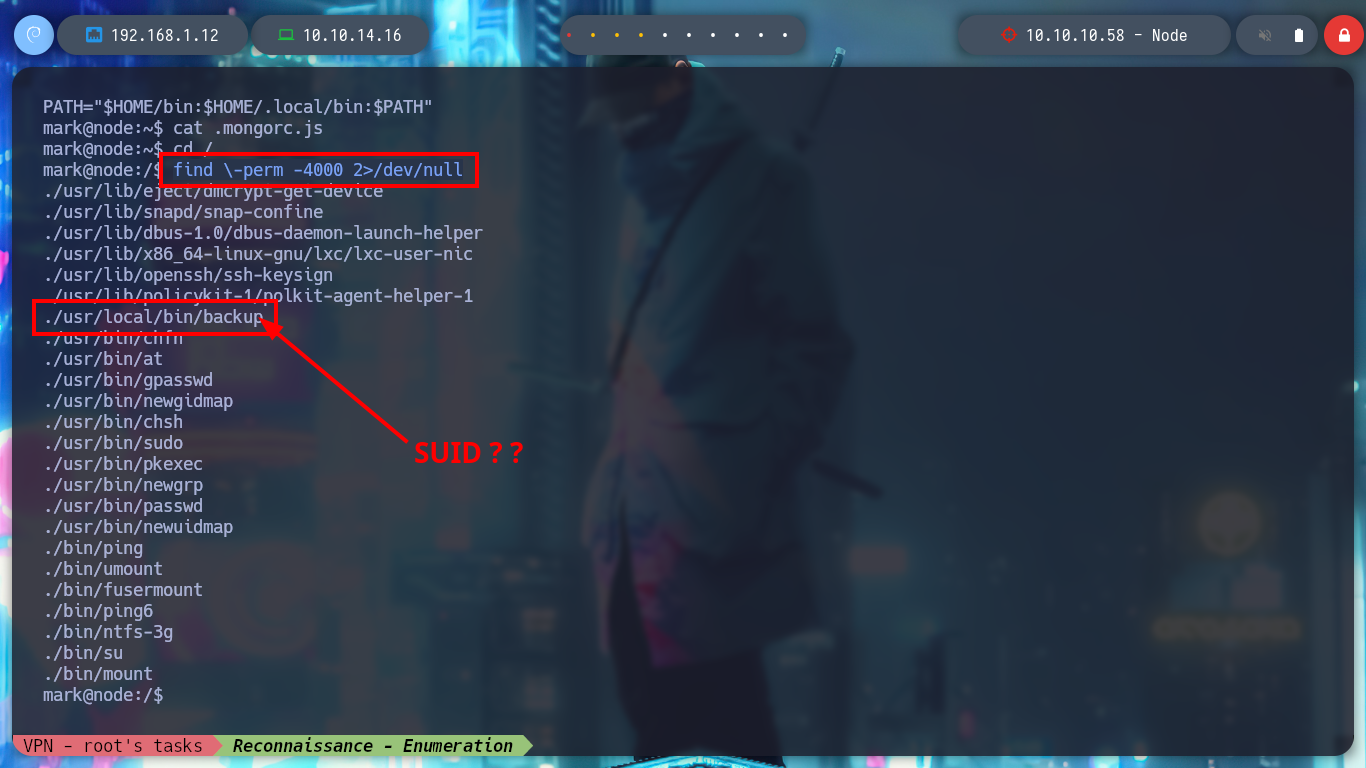 192.168.1.12
10.10.14.16
10.10.10.58 - Node
PATH="$HOME/bin:$HOME/.local/bin:$PATH"
mark@node:~$ cat .mongorc.js
mark@node:~$ cd /
mark@node:/$ find \-perm -4000 2>/dev/null
./usr/lib/eject/dmcrypt-get-device
./usr/lib/snapd/snap-confine
./usr/lib/dbus-1.0/dbus-daemon-launch-helper
./usr/lib/x86_64-linux-gnu/lxc/lxc-user-nic
./usr/lib/openssh/ssh-keysign
./usr/lib/policykit-1/polkit-agent-helper-1
./usr/local/bin/backup
./usr/bin/chfn
./usr/bin/at
./usr/bin/gpasswd
./usr/bin/newgidmap
./usr/bin/chsh
SUID ? ?
./usr/bin/sudo
./usr/bin/pkexec
./usr/bin/newgrp
./usr/bin/passwd
./usr/bin/newuidmap
./bin/ping
./bin/umount
./bin/fusermount
./bin/ping6
./bin/ntfs-3g
./bin/su
./bin/mount
mark@node:/$
VPN - root's tasks
Reconnaissance - Enumeration